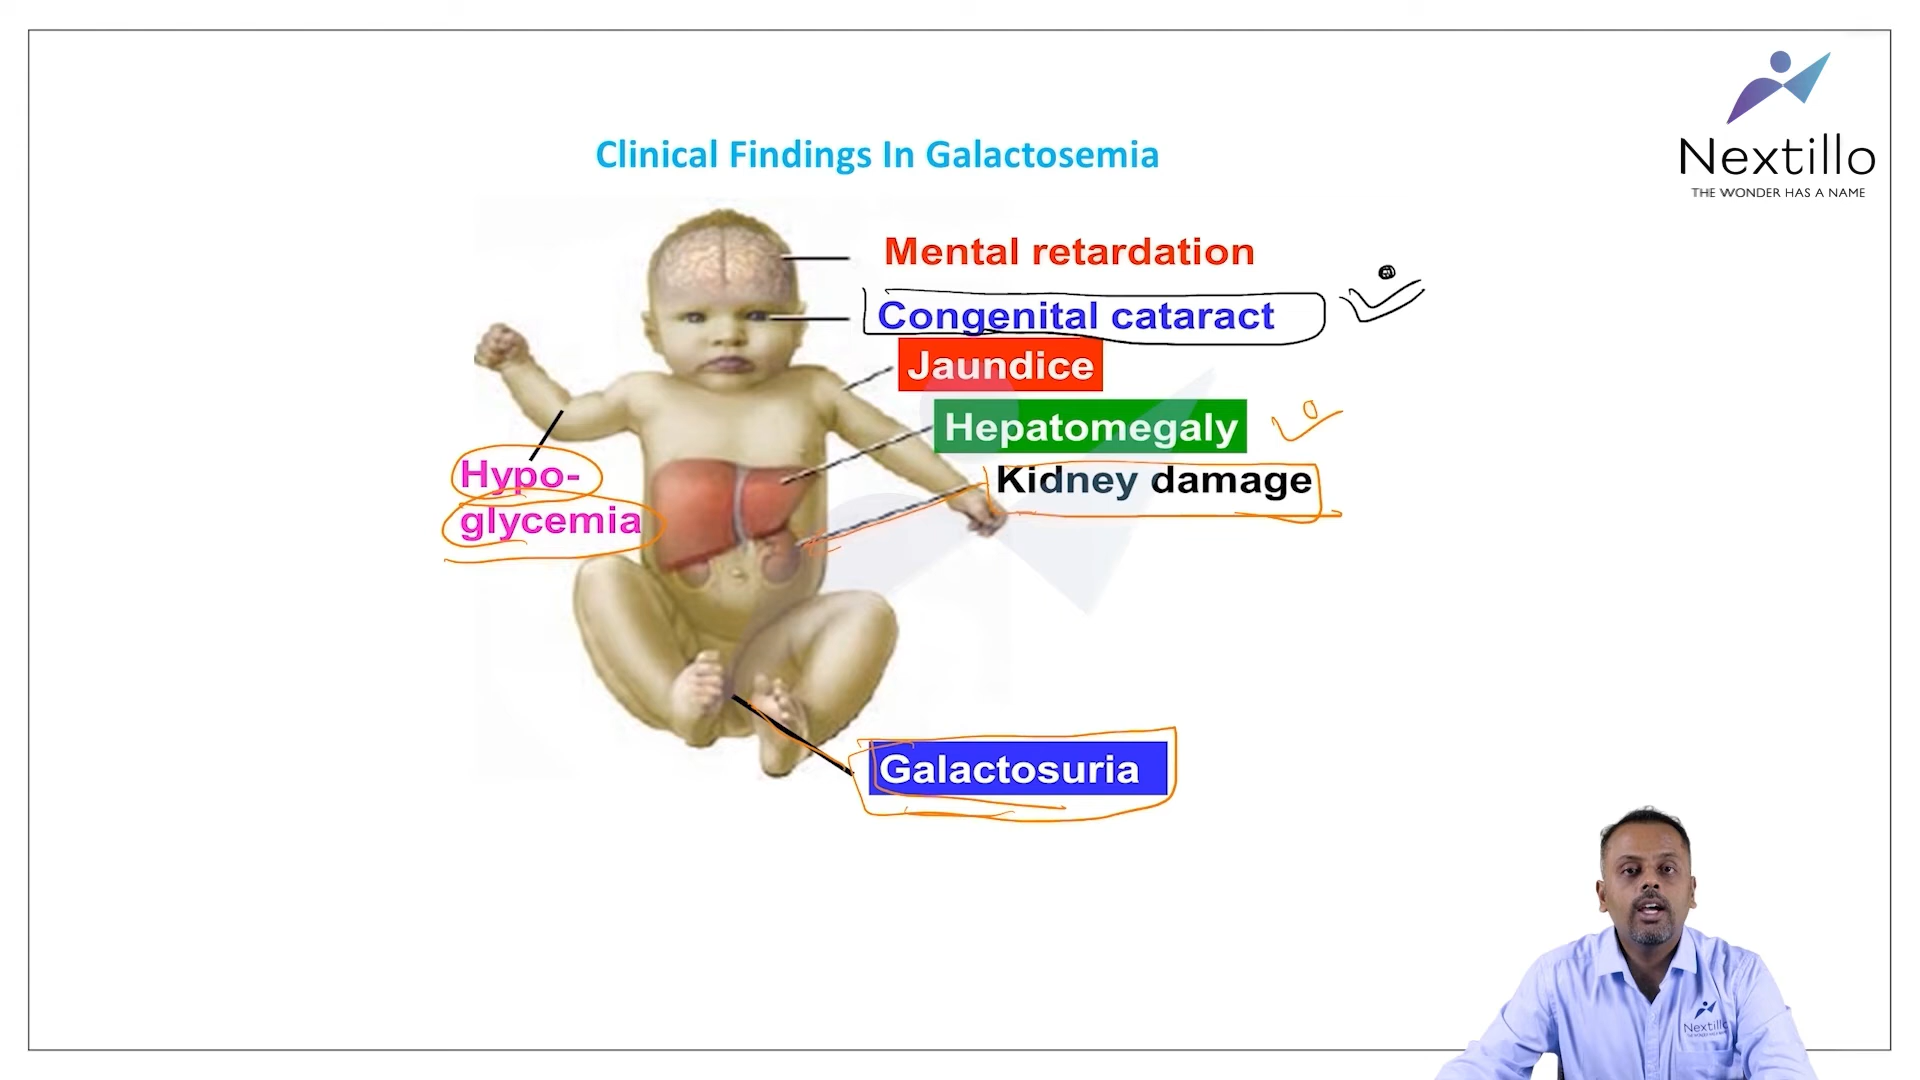 Nextillo
THE WONDER HAS A NAME
Clinical Findings In Galactosemia
Mental retardation
Congenital cataract
Jaundice
Hepatomegaly
Kidney damage
Hypo-
glycemia
Galactosuria
Nextillo